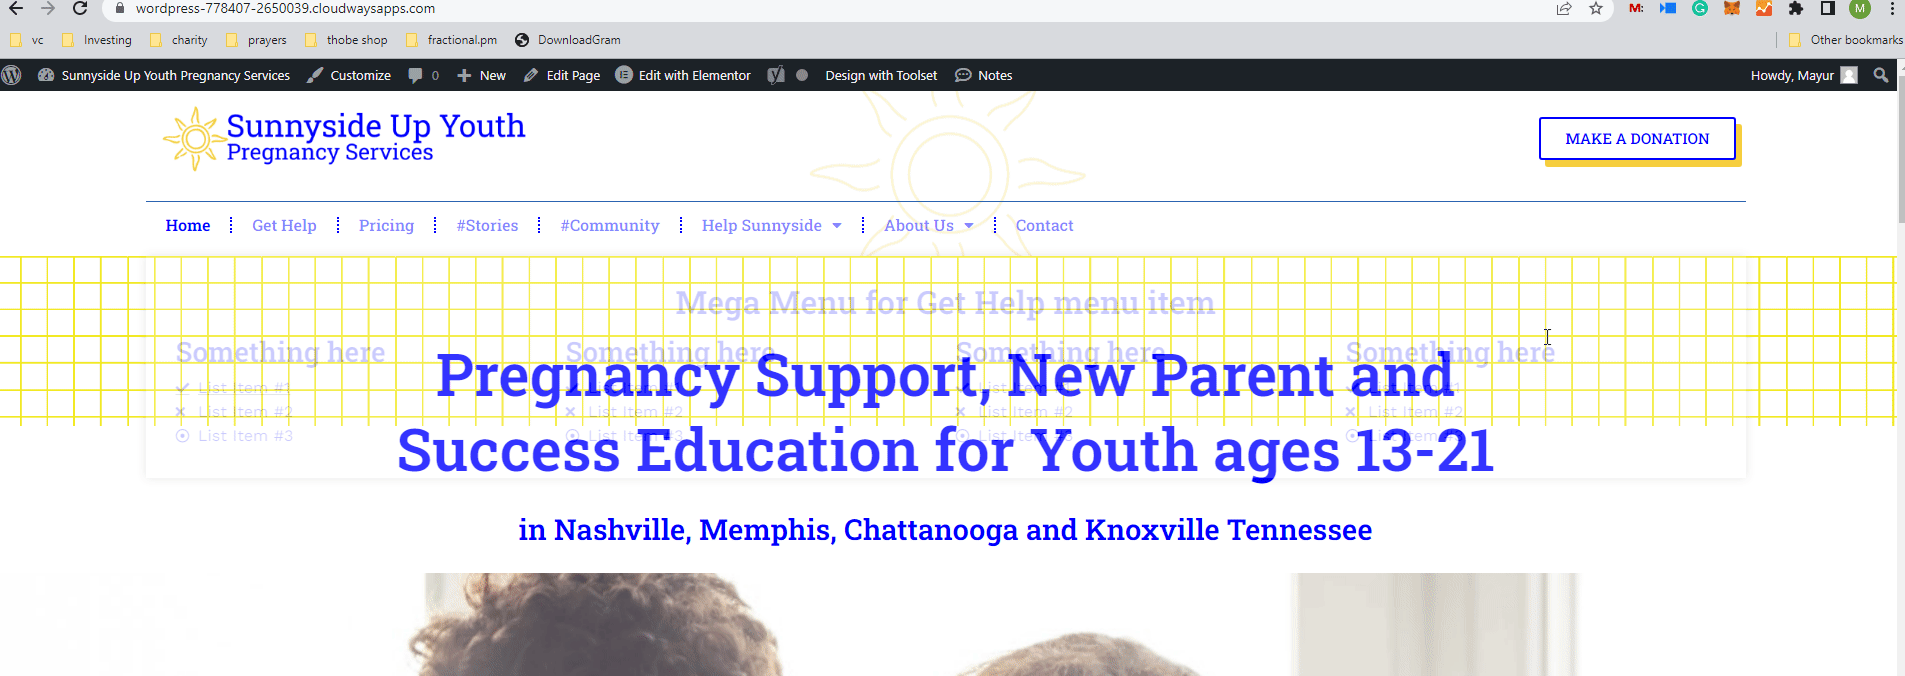 wordpress-778407-2650039.cloudwaysapps.com
M:
G
M
vc Investing charity prayers thobe shop fractional.pm DownloadGram Other bookmarks
Sunnyside Up Youth Pregnancy Services Customize 0 New Edit Page Edit with Elementor Design with Toolset Notes Howdy, Mayur
Sunnyside Up Youth
Pregnancy Services
MAKE A DONATION
Home Get Help Pricing #Stories #Community Help Sunnyside About Us Contact
Mega Menu for Get Help menu item
Something here Something here Something here Something here
Pregnancy Support, New Parent and
List Item #1 List Item #1 List Item #1 List Item #1
List Item #2 List Item #2 List Item #2 List Item #2
List Item #3 List Item #3 List Item #3 List Item #3
Success Education for Youth ages 13-21
in Nashville, Memphis, Chattanooga and Knoxville Tennessee